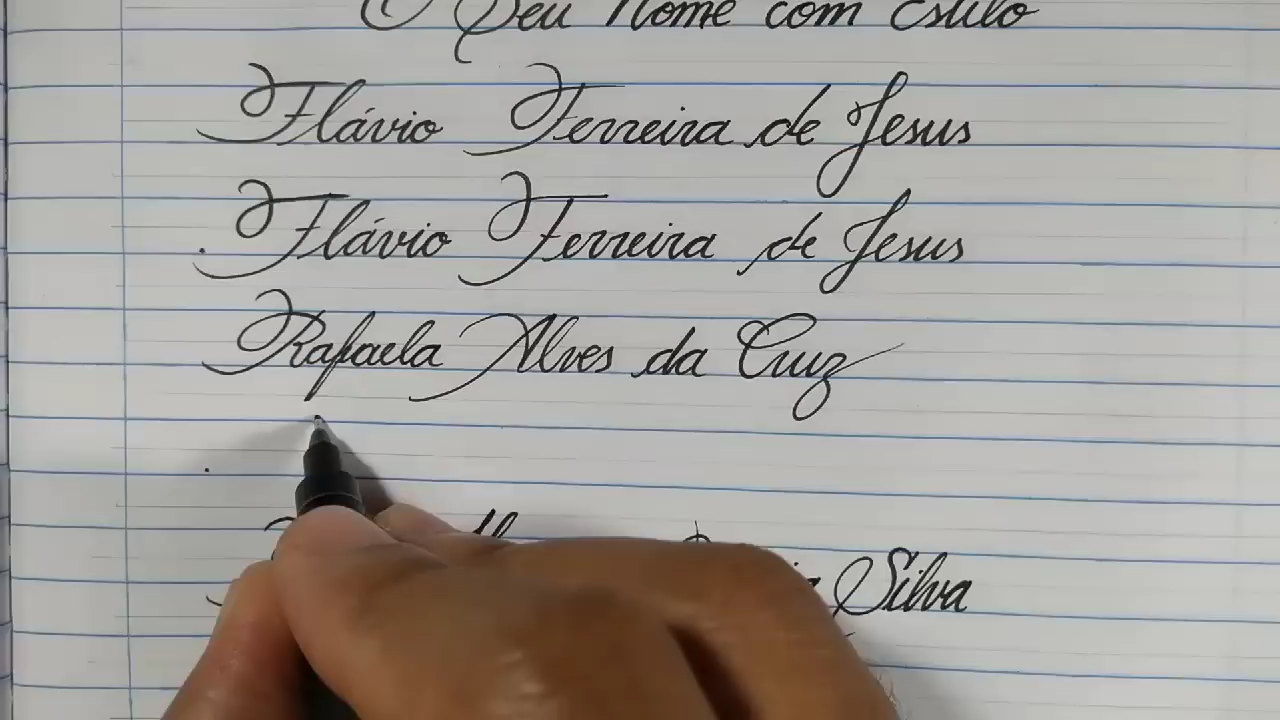 Seu Nome com Estilo
Flávio Ferreira de Jesus
Flávio Ferreira de Jesus
Rafaela Alves da Cruz
Silva